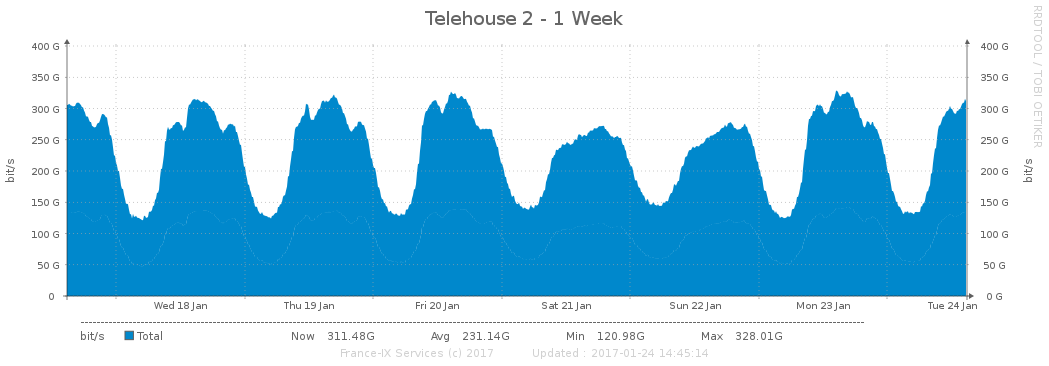 Telehouse 2 - 1 Week
RRDTOOL / TOBI OETIKER
400 G 400 G
350 G 350 G
300 G 300 G
250 G 250 G
200 G 200 G
150 G 150 G
100 G 100 G
50 G 50 G
0 0 G
bit/s
bit/s
Wed 18 Jan Thu 19 Jan Fri 20 Jan Sat 21 Jan Sun 22 Jan Mon 23 Jan Tue 24 Jan
bit/s Total Now 311.48G Avg 231.14G Min 120.98G Max 328.01G
France-IX Services (c) 2017 Updated : 2017-01-24 14:45:14